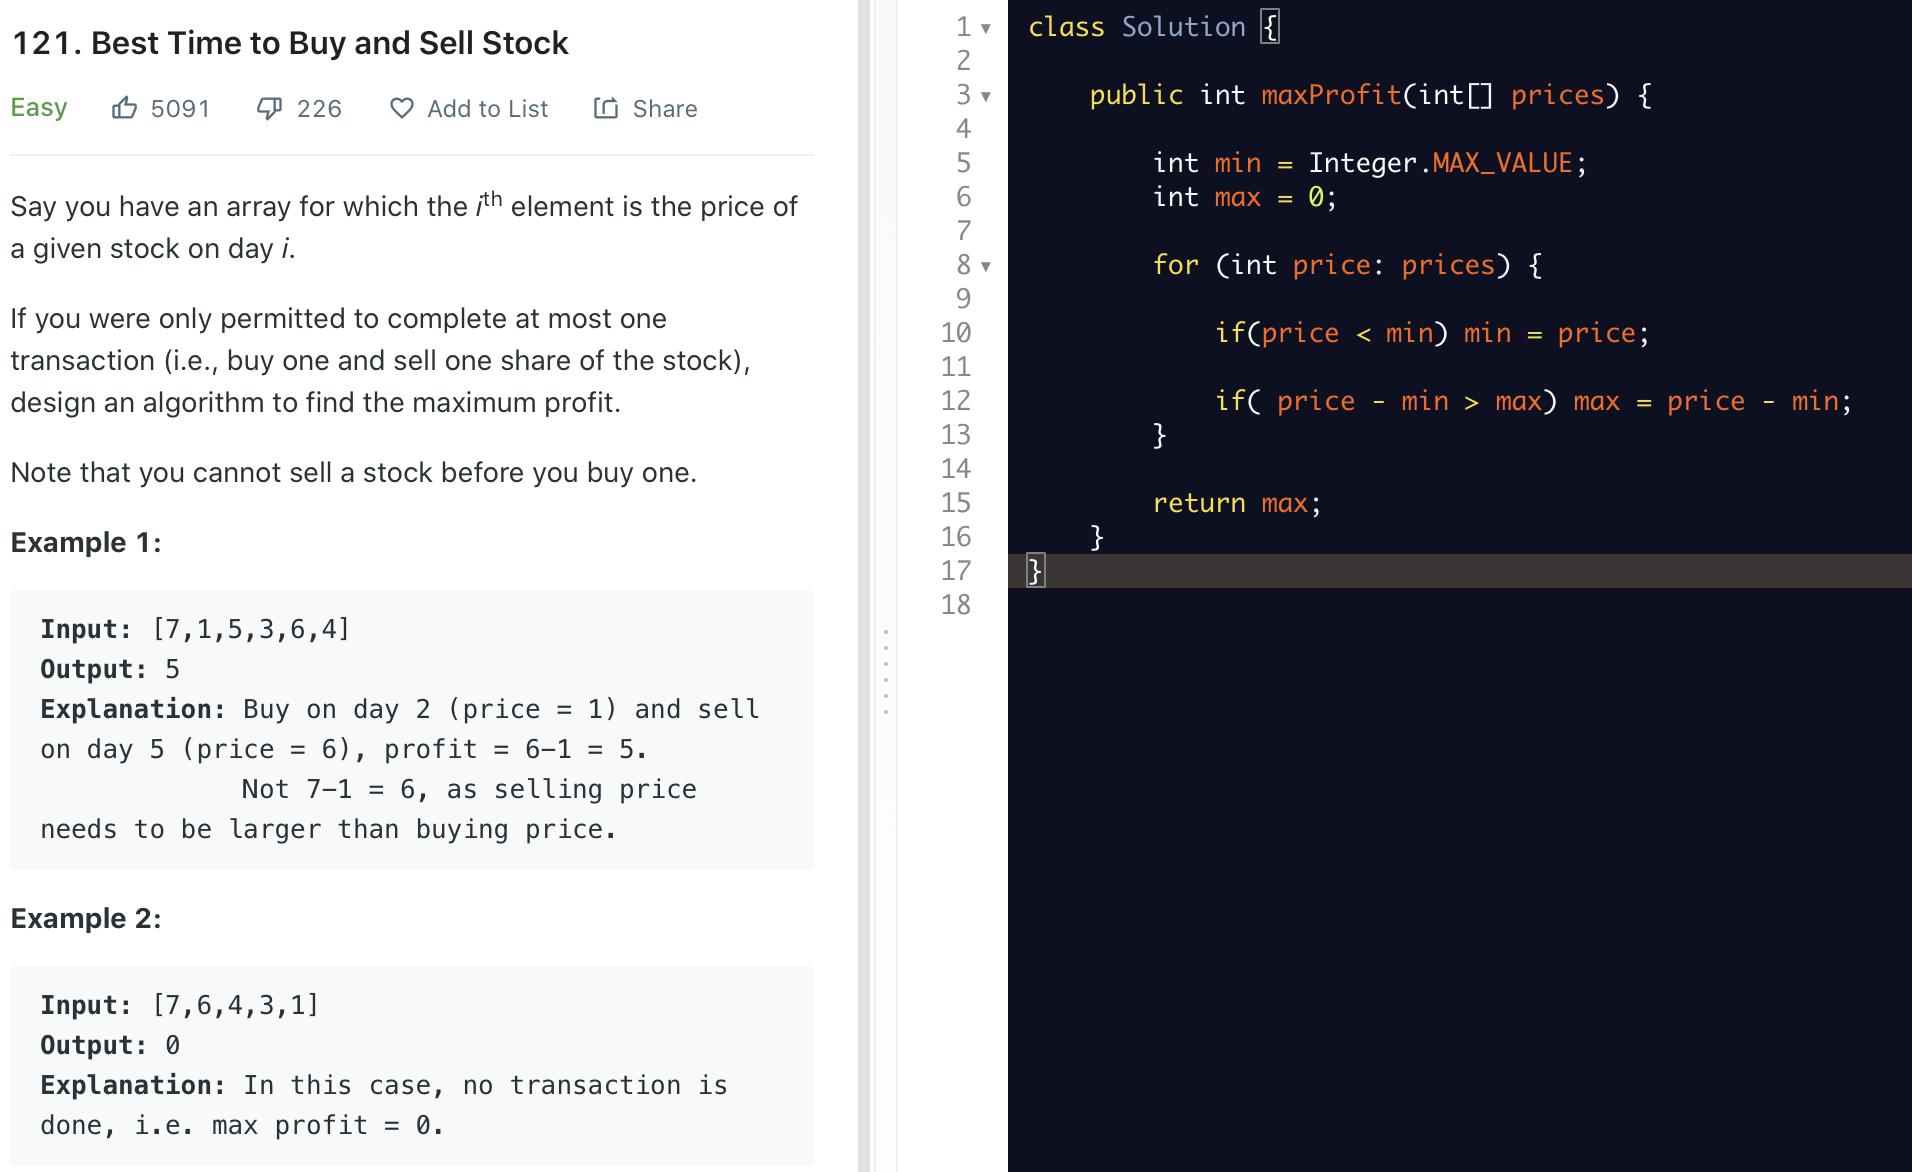 121. Best Time to Buy and Sell Stock
Easy 5091 226 Add to List Share
Say you have an array for which the ith element is the price of
a given stock on day i.
If you were only permitted to complete at most one
transaction (i.e., buy one and sell one share of the stock),
design an algorithm to find the maximum profit.
Note that you cannot sell a stock before you buy one.
Example 1:
Input: [7,1,5,3,6,4]
Output: 5
Explanation: Buy on day 2 (price = 1) and sell
on day 5 (price = 6), profit = 6-1 = 5.
Not 7-1 = 6, as selling price
needs to be larger than buying price.
Example 2:
Input: [7,6,4,3,1]
Output: 0
Explanation: In this case, no transaction is
done, i.e. max profit = 0.
1 class Solution {
2
3 public int maxProfit(int[] prices) {
4
5 int min = Integer.MAX_VALUE;
6 int max = 0;
7
8 for (int price: prices) {
9
10 if(price < min) min = price;
11
12 if( price - min > max) max = price - min;
13 }
14
15 return max;
16 }
17 }
18